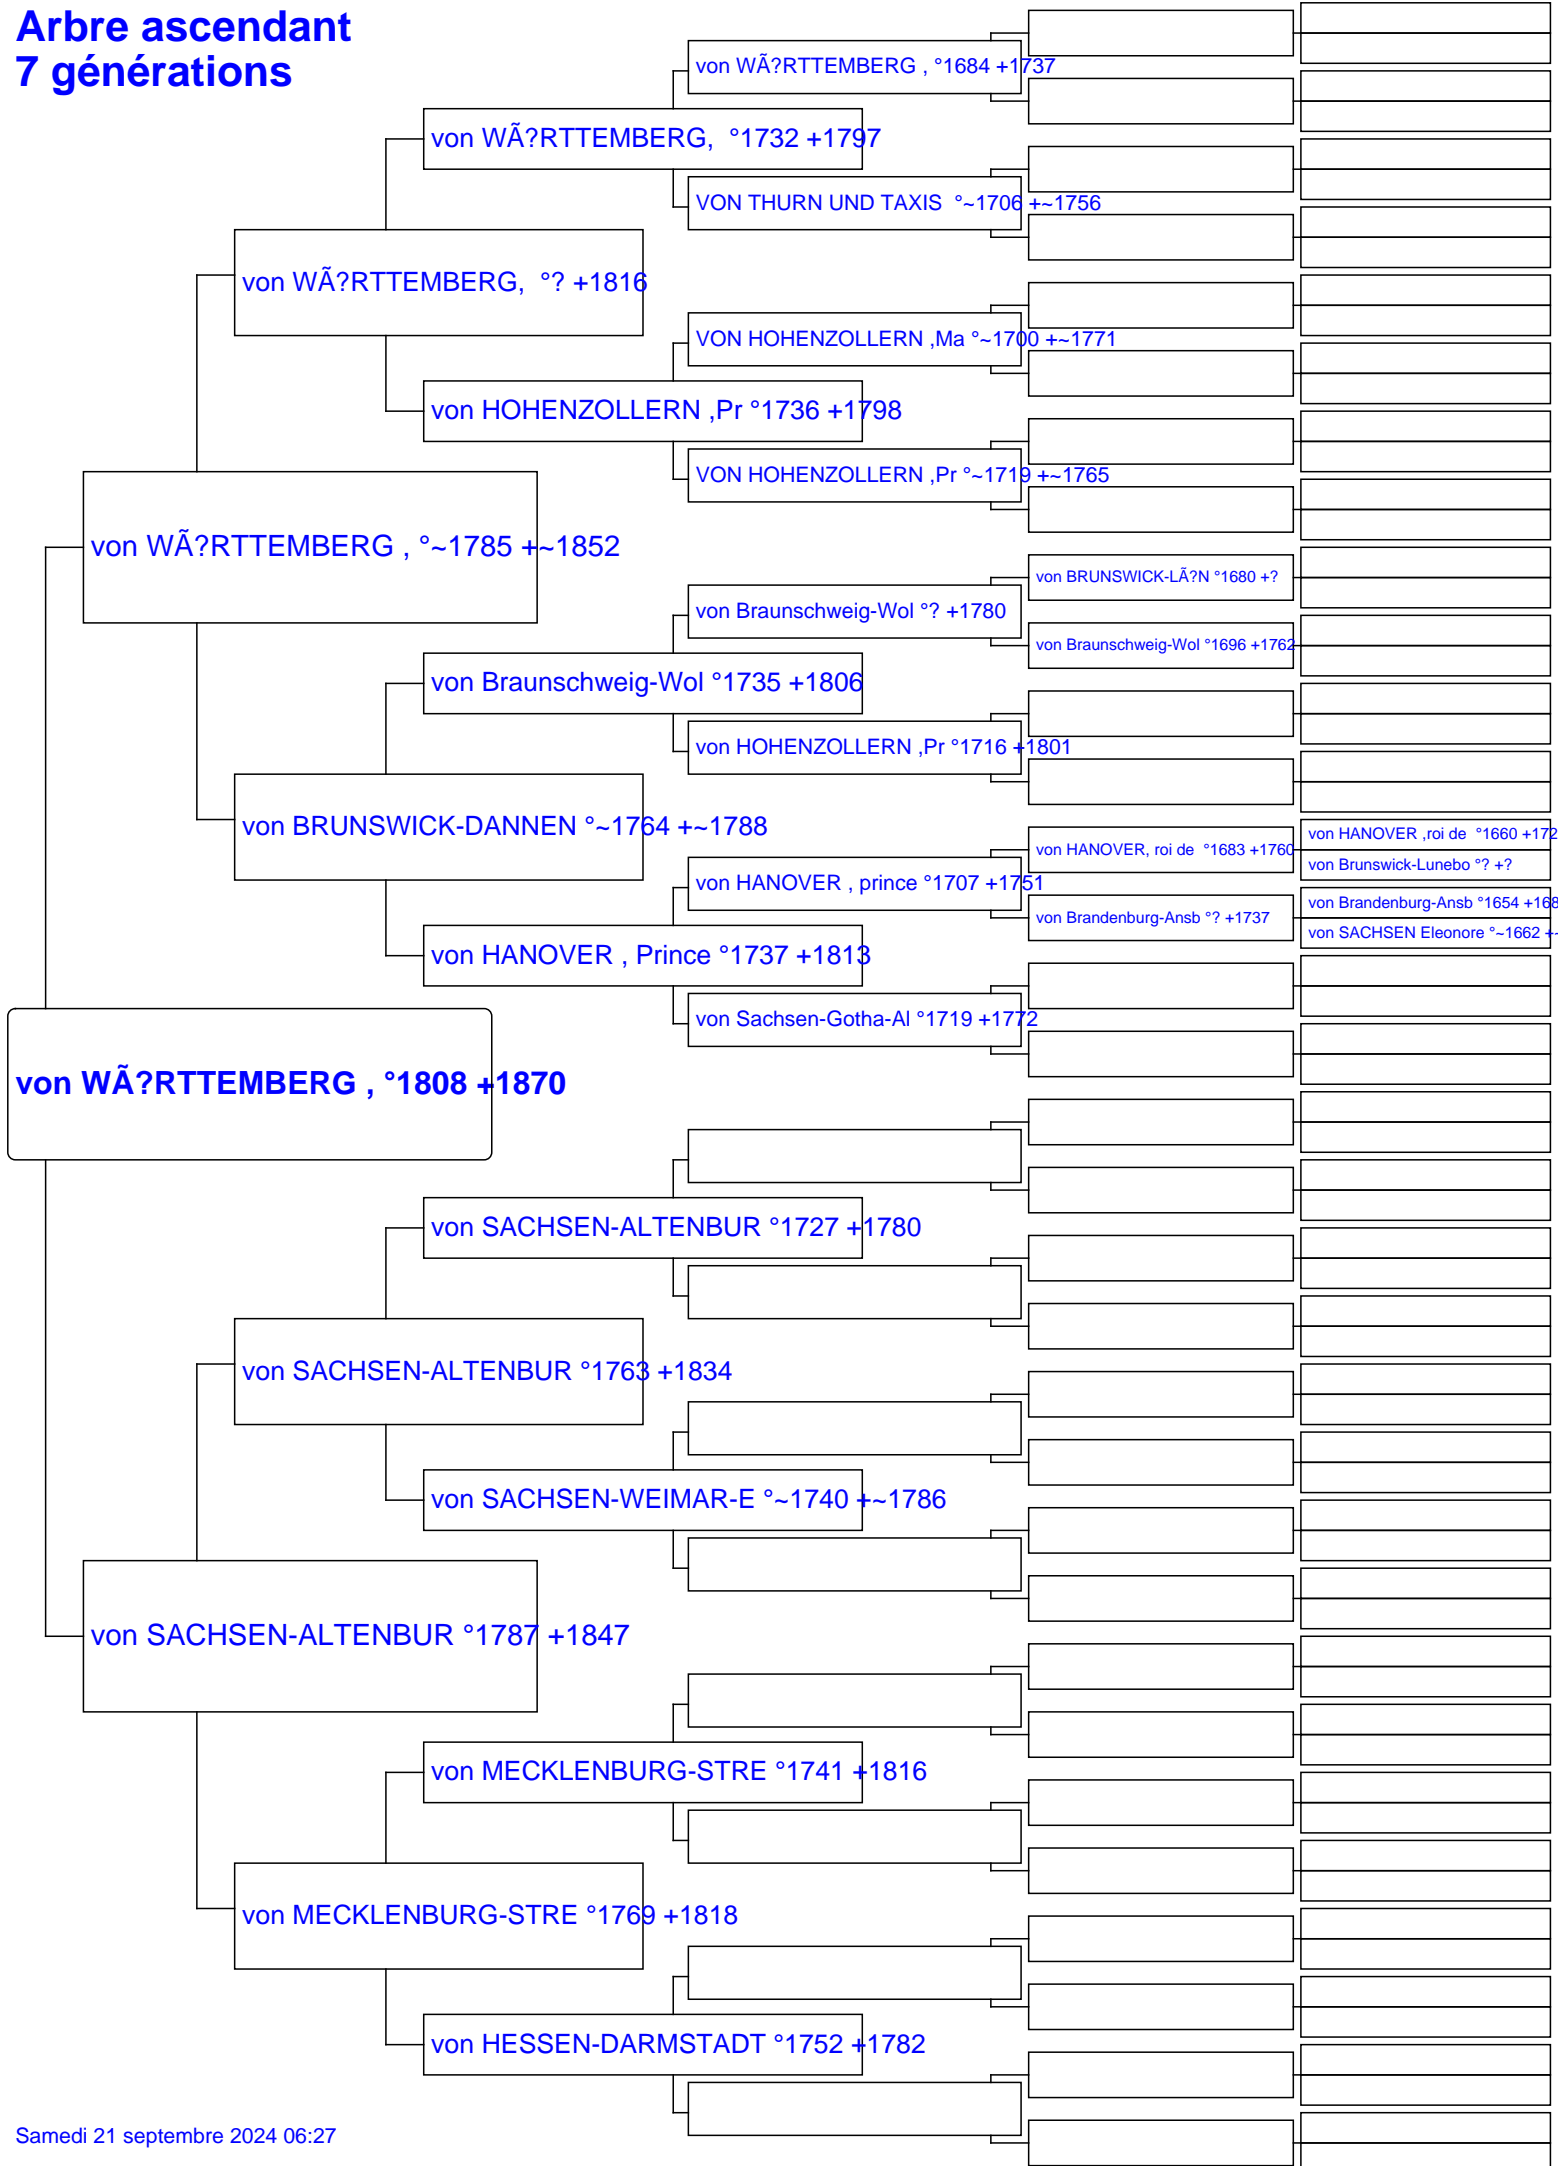 Arbre ascendant
7 générations
von WÃ?RTTEMBERG , °1684 +1737
von WÃ?RTTEMBERG,  °1732 +1797
VON THURN UND TAXIS  °~1706 +~1756
von WÃ?RTTEMBERG,  °? +1816
VON HOHENZOLLERN ,Ma °~1700 +~1771
von HOHENZOLLERN ,Pr °1736 +1798
VON HOHENZOLLERN ,Pr °~1719 +~1765
von WÃ?RTTEMBERG , °~1785 +~1852
von BRUNSWICK-LÃ?N °1680 +?
von Braunschweig-Wol °? +1780
von Braunschweig-Wol °1696 +1762
von Braunschweig-Wol °1735 +1806
von HOHENZOLLERN ,Pr °1716 +1801
von BRUNSWICK-DANNEN °~1764 +~1788
von HANOVER ,roi de  °1660 +172
von HANOVER, roi de  °1683 +1760
von Brunswick-Lunebo °? +?
von HANOVER , prince °1707 +1751
von Brandenburg-Ansb °1654 +168
von Brandenburg-Ansb °? +1737
von SACHSEN Eleonore °~1662 +~
von HANOVER , Prince °1737 +1813
von Sachsen-Gotha-Al °1719 +1772
von WÃ?RTTEMBERG , °1808 +1870
von SACHSEN-ALTENBUR °1727 +1780
von SACHSEN-ALTENBUR °1763 +1834
von SACHSEN-WEIMAR-E °~1740 +~1786
von SACHSEN-ALTENBUR °1787 +1847
von MECKLENBURG-STRE °1741 +1816
von MECKLENBURG-STRE °1769 +1818
von HESSEN-DARMSTADT °1752 +1782
Samedi 21 septembre 2024 06:27